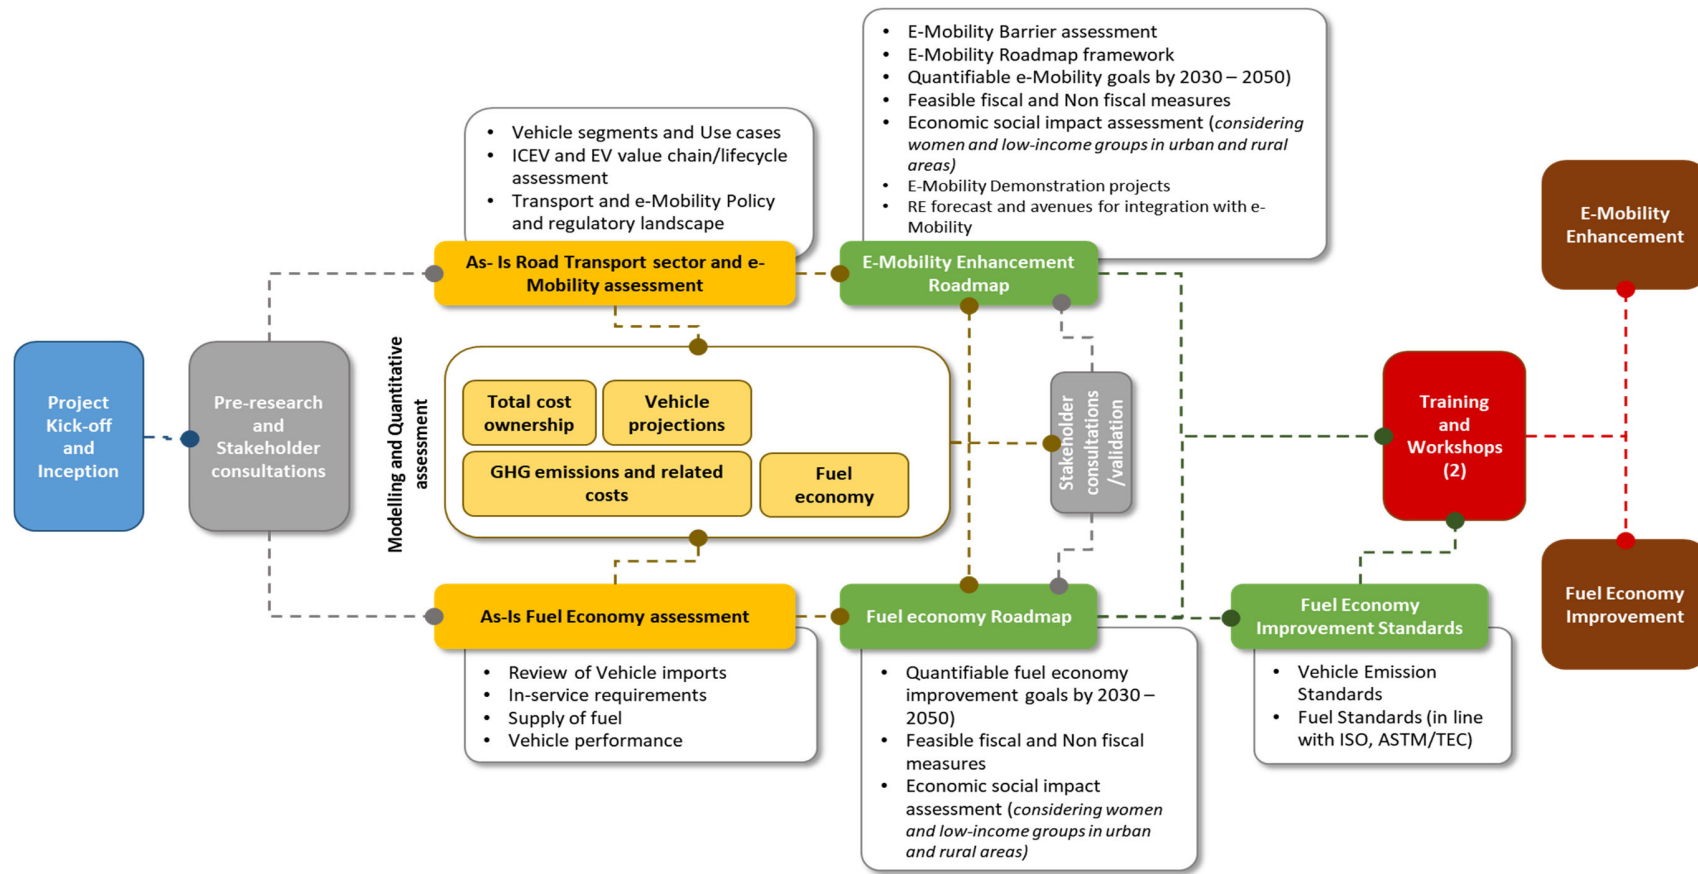 • E-Mobility Barrier assessment
• E-Mobility Roadmap framework
• Quantifiable e-Mobility goals by 2030 – 2050)
• Feasible fiscal and Non fiscal measures
• Economic social impact assessment (considering
women and low-income groups in urban and rural
areas)
• E-Mobility Demonstration projects
• RE forecast and avenues for integration with e-
Mobility
• Vehicle segments and Use cases
• ICEV and EV value chain/lifecycle
assessment
• Transport and e-Mobility Policy
and regulatory landscape
As- Is Road Transport sector and e-
Mobility assessment
E-Mobility Enhancement
Roadmap
E-Mobility
Enhancement
Project
Kick-off
and
Inception
Pre-research
and
Stakeholder
consultations
Modelling and Quantitative
assessment
Total cost
ownership
Vehicle
projections
GHG emissions and related
costs
Fuel
economy
Stakeholder
consultations
/validation
Training
and
Workshops
(2)
As-Is Fuel Economy assessment
Fuel economy Roadmap
Fuel Economy
Improvement Standards
Fuel Economy
Improvement
• Review of Vehicle imports
• In-service requirements
• Supply of fuel
• Vehicle performance
• Quantifiable fuel economy
improvement goals by 2030 –
2050)
• Feasible fiscal and Non fiscal
measures
• Economic social impact
assessment (considering women
and low-income groups in urban
and rural areas)
• Vehicle Emission
Standards
• Fuel Standards (in line
with ISO, ASTM/TEC)